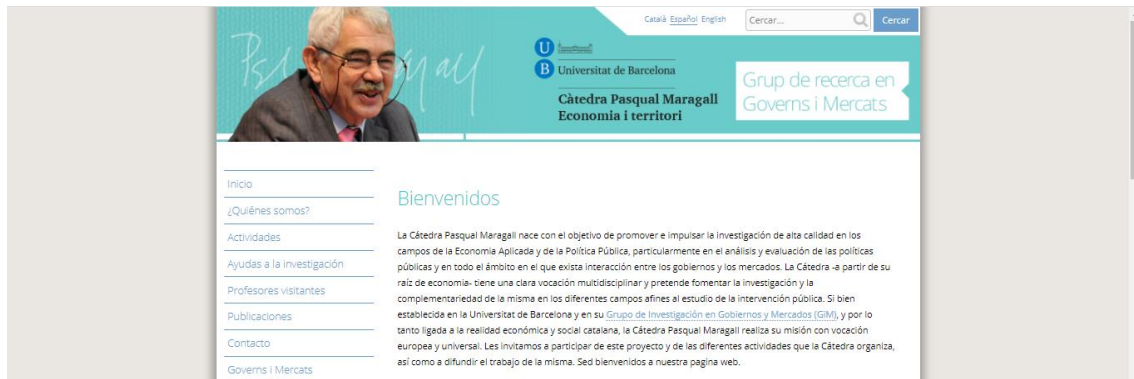 Català Español English
Cercar...
Cercar
U
B
Universitat de Barcelona
Càtedra Pasqual Maragall
Economia i territori
Grup de recerca en
Governs i Mercats
Inicio
¿Quiénes somos?
Actividades
Ayudas a la investigación
Profesores visitantes
Publicaciones
Contacto
Governs i Mercats
Bienvenidos
La Cátedra Pasqual Maragall nace con el objetivo de promover e impulsar la investigación de alta calidad en los
campos de la Economia Aplicada y de la Política Pública, particularmente en el análisis y evaluación de las políticas
públicas y en todo el ámbito en el que exista interacción entre los gobiernos y los mercados. La Cátedra -a partir de su
raíz de economia- tiene una clara vocación multidisciplinar y pretende fomentar la investigación y la
complementariedad de la misma en los diferentes campos afines al estudio de la intervención pública. Si bien
establecida en la Universitat de Barcelona y en su Grupo de Investigación en Gobiernos y Mercados (GiM), y por lo
tanto ligada a la realidad económica y social catalana, la Cátedra Pasqual Maragall realiza su misión con vocación
europea y universal. Les invitamos a participar de este proyecto y de las diferentes actividades que la Cátedra organiza,
así como a difundir el trabajo de la misma. Sed bienvenidos a nuestra pagina web.